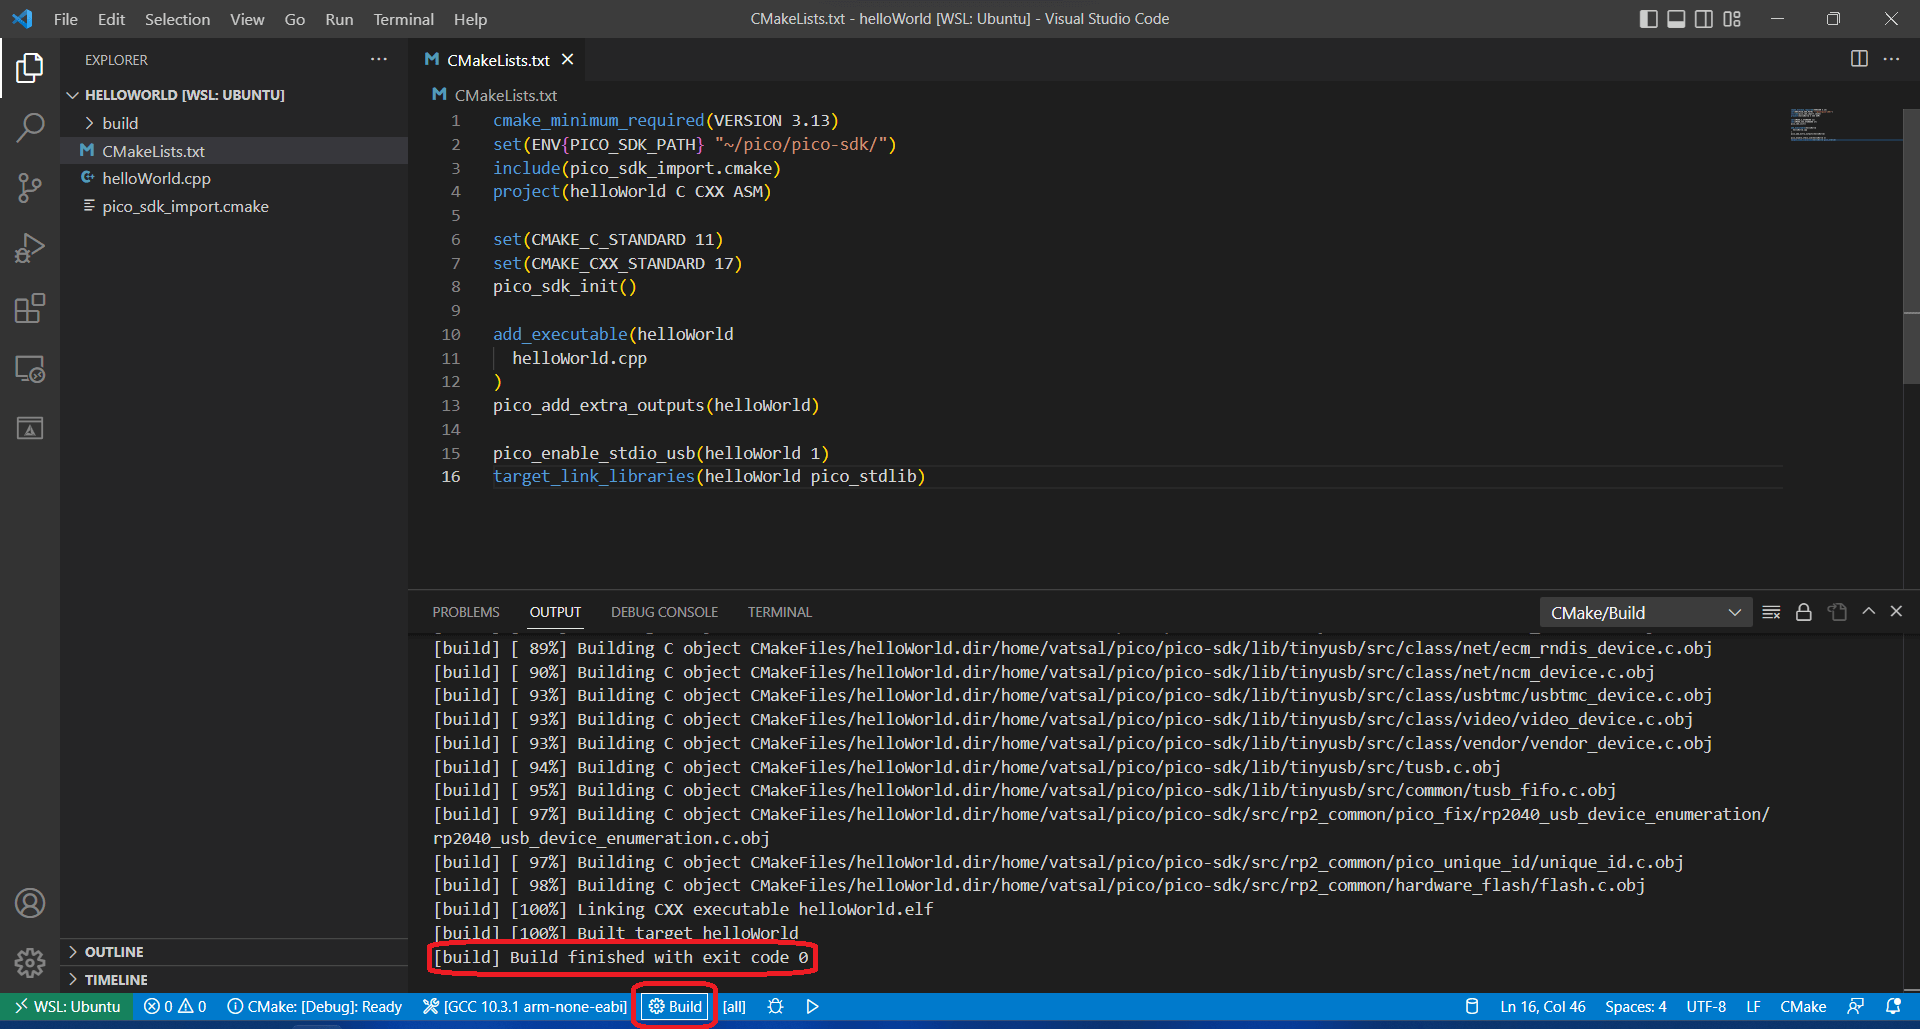 File Edit Selection View Go Run Terminal Help
CMakeLists.txt - helloWorld [WSL: Ubuntu] - Visual Studio Code
EXPLORER
HELLOWORLD [WSL: UBUNTU]
build
CMakeLists.txt
helloWorld.cpp
pico_sdk_import.cmake
OUTLINE
TIMELINE
CMakeLists.txt
CMakeLists.txt
1 cmake_minimum_required(VERSION 3.13)
2 set(ENV{PICO_SDK_PATH} "~/pico/pico-sdk/")
3 include(pico_sdk_import.cmake)
4 project(helloWorld C CXX ASM)
5
6 set(CMAKE_C_STANDARD 11)
7 set(CMAKE_CXX_STANDARD 17)
8 pico_sdk_init()
9
10 add_executable(helloWorld
11 helloWorld.cpp
12 )
13 pico_add_extra_outputs(helloWorld)
14
15 pico_enable_stdio_usb(helloWorld 1)
16 target_link_libraries(helloWorld pico_stdlib)
PROBLEMS OUTPUT DEBUG CONSOLE TERMINAL
CMake/Build
[build] [ 89%] Building C object CMakeFiles/helloWorld.dir/home/vatsal/pico/pico-sdk/lib/tinyusb/src/class/net/ecm_rndis_device.c.obj
[build] [ 90%] Building C object CMakeFiles/helloWorld.dir/home/vatsal/pico/pico-sdk/lib/tinyusb/src/class/net/ncm_device.c.obj
[build] [ 93%] Building C object CMakeFiles/helloWorld.dir/home/vatsal/pico/pico-sdk/lib/tinyusb/src/class/usbtmc/usbtmc_device.c.obj
[build] [ 93%] Building C object CMakeFiles/helloWorld.dir/home/vatsal/pico/pico-sdk/lib/tinyusb/src/class/video/video_device.c.obj
[build] [ 93%] Building C object CMakeFiles/helloWorld.dir/home/vatsal/pico/pico-sdk/lib/tinyusb/src/class/vendor/vendor_device.c.obj
[build] [ 94%] Building C object CMakeFiles/helloWorld.dir/home/vatsal/pico/pico-sdk/lib/tinyusb/src/tusb.c.obj
[build] [ 95%] Building C object CMakeFiles/helloWorld.dir/home/vatsal/pico/pico-sdk/lib/tinyusb/src/common/tusb_fifo.c.obj
[build] [ 97%] Building C object CMakeFiles/helloWorld.dir/home/vatsal/pico/pico-sdk/src/rp2_common/pico_fix/rp2040_usb_device_enumeration/
rp2040_usb_device_enumeration.c.obj
[build] [ 97%] Building C object CMakeFiles/helloWorld.dir/home/vatsal/pico/pico-sdk/src/rp2_common/pico_unique_id/unique_id.c.obj
[build] [ 98%] Building C object CMakeFiles/helloWorld.dir/home/vatsal/pico/pico-sdk/src/rp2_common/hardware_flash/flash.c.obj
[build] [100%] Linking CXX executable helloWorld.elf
[build] [100%] Built target helloWorld
[build] Build finished with exit code 0
WSL: Ubuntu 0 0 CMake: [Debug]: Ready [GCC 10.3.1 arm-none-eabi] Build [all] Ln 16, Col 46 Spaces: 4 UTF-8 LF CMake